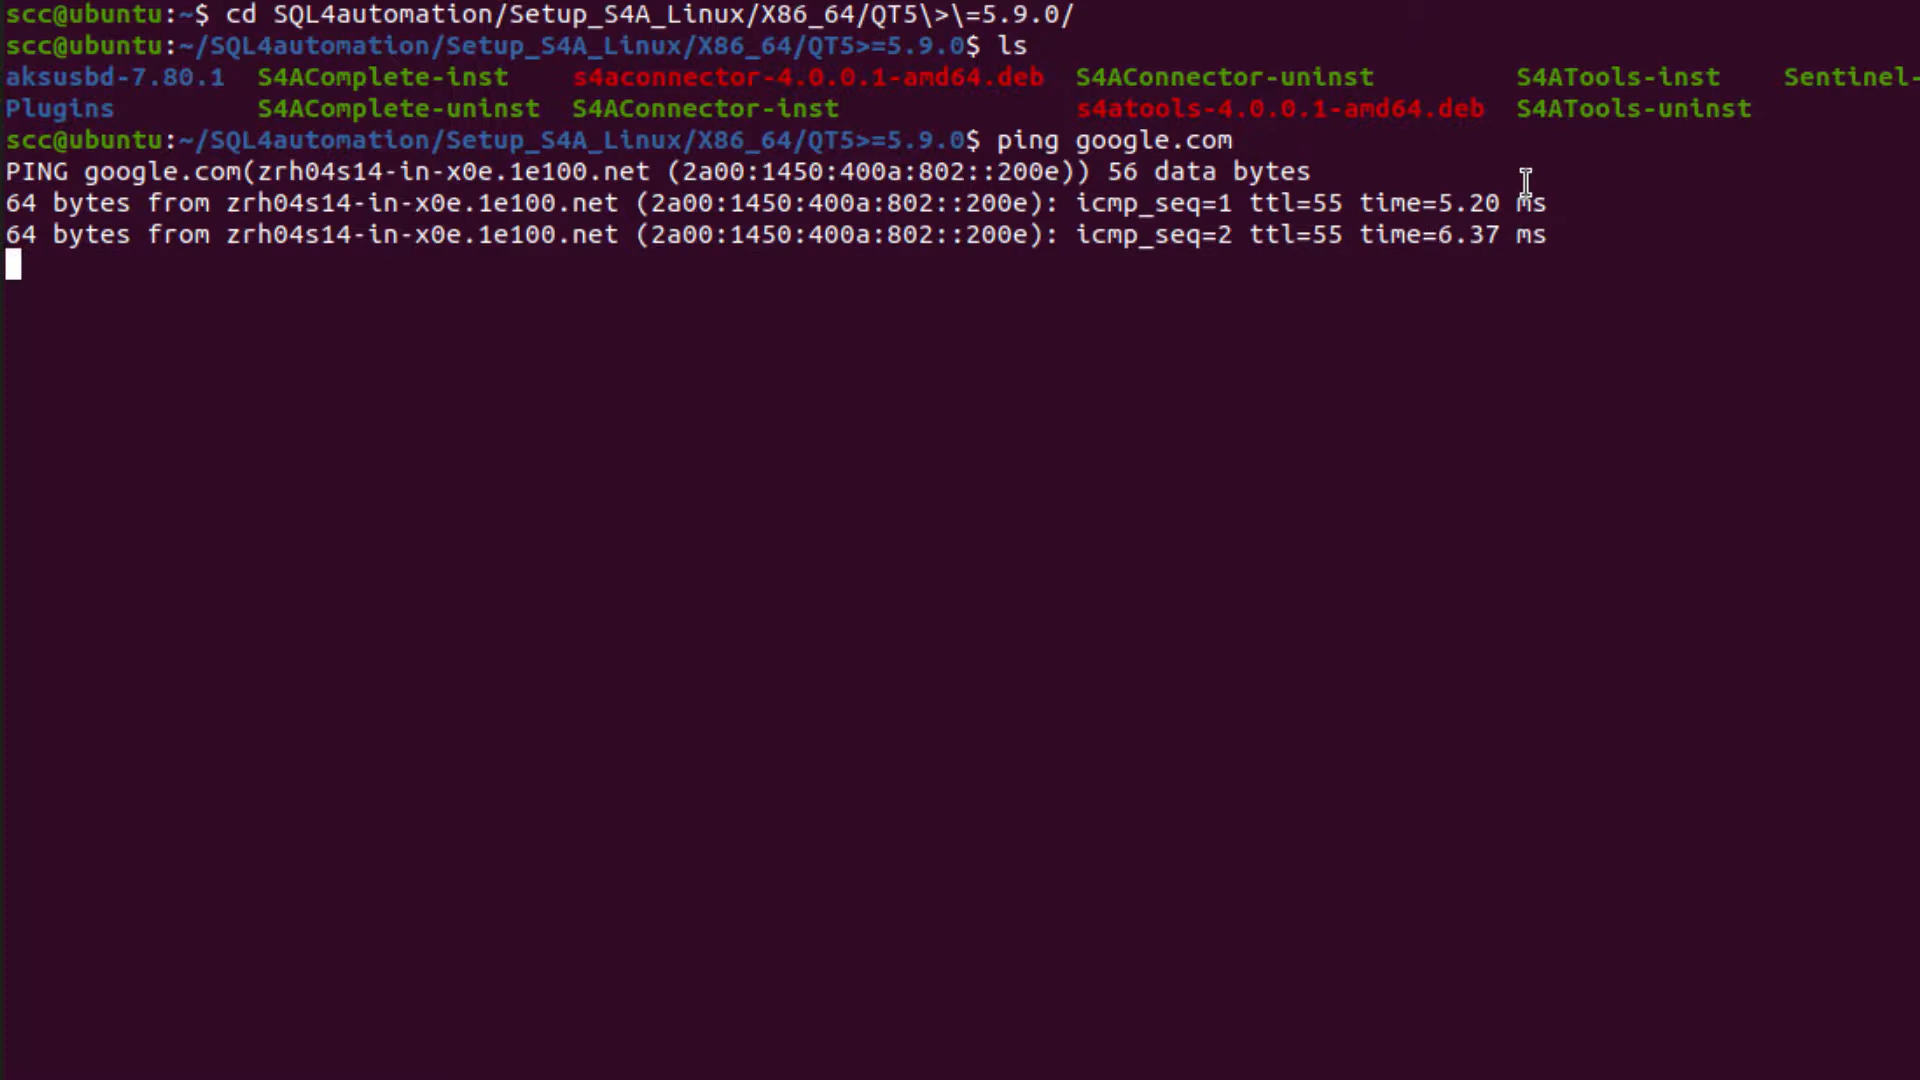 scc@ubuntu:~$ cd SQL4automation/Setup_S4A_Linux/X86_64/QT5\>\=5.9.0/
scc@ubuntu:~/SQL4automation/Setup_S4A_Linux/X86_64/QT5>=5.9.0$ ls
aksusbd-7.80.1 S4AComplete-inst s4aconnector-4.0.0.1-amd64.deb S4AConnector-uninst S4ATools-inst Sentinel-
Plugins S4AComplete-uninst S4AConnector-inst s4atools-4.0.0.1-amd64.deb S4ATools-uninst
scc@ubuntu:~/SQL4automation/Setup_S4A_Linux/X86_64/QT5>=5.9.0$ ping google.com
PING google.com(zrh04s14-in-x0e.1e100.net (2a00:1450:400a:802::200e)) 56 data bytes
64 bytes from zrh04s14-in-x0e.1e100.net (2a00:1450:400a:802::200e): icmp_seq=1 ttl=55 time=5.20 ms
64 bytes from zrh04s14-in-x0e.1e100.net (2a00:1450:400a:802::200e): icmp_seq=2 ttl=55 time=6.37 ms